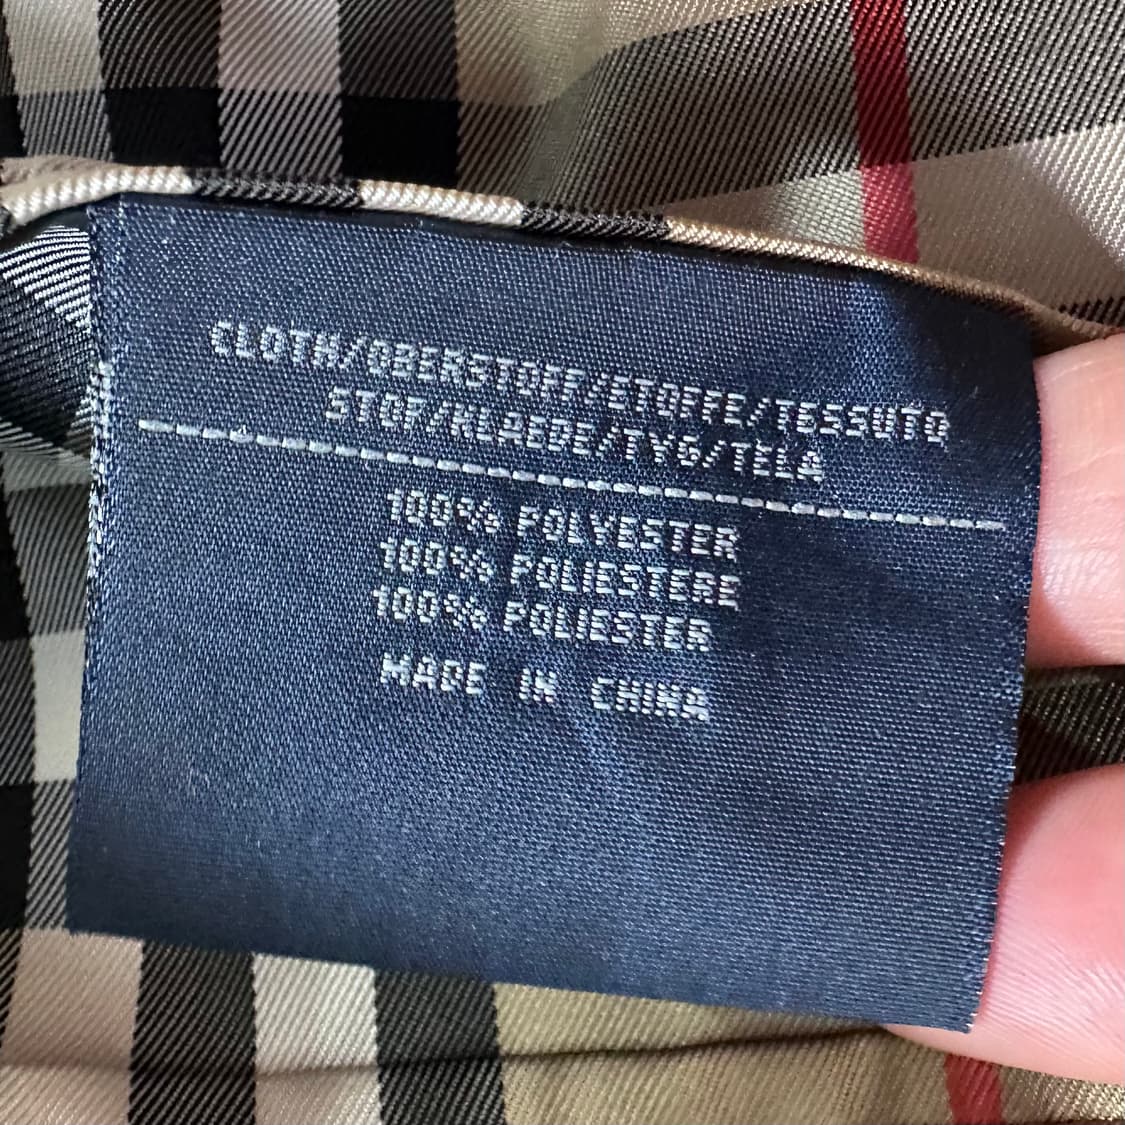 CLOTH/OBERSTOFF/ETOFFE/TESSUTO
STOF/KLAEDE/TYG/TELA
100% POLYESTER
100% POLIESTERE
100% POLIESTER
MADE IN CHINA